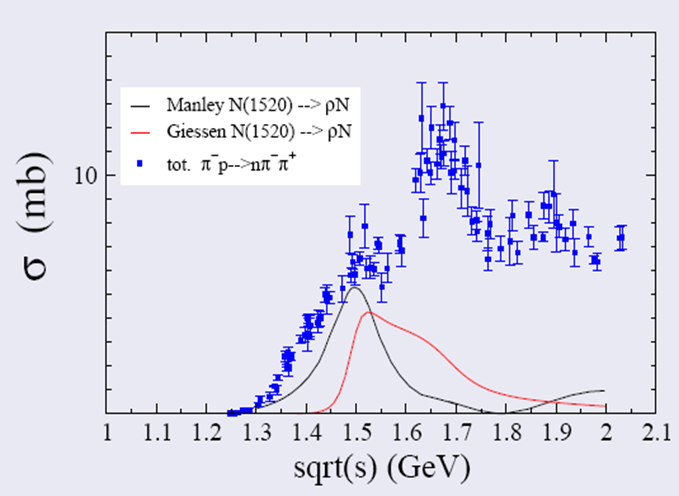 Manley N(1520) --> ρN
Giessen N(1520) --> ρN
tot. π⁻p-->nπ⁻π⁺
10
σ (mb)
1 1.1 1.2 1.3 1.4 1.5 1.6 1.7 1.8 1.9 2 2.1
sqrt(s) (GeV)